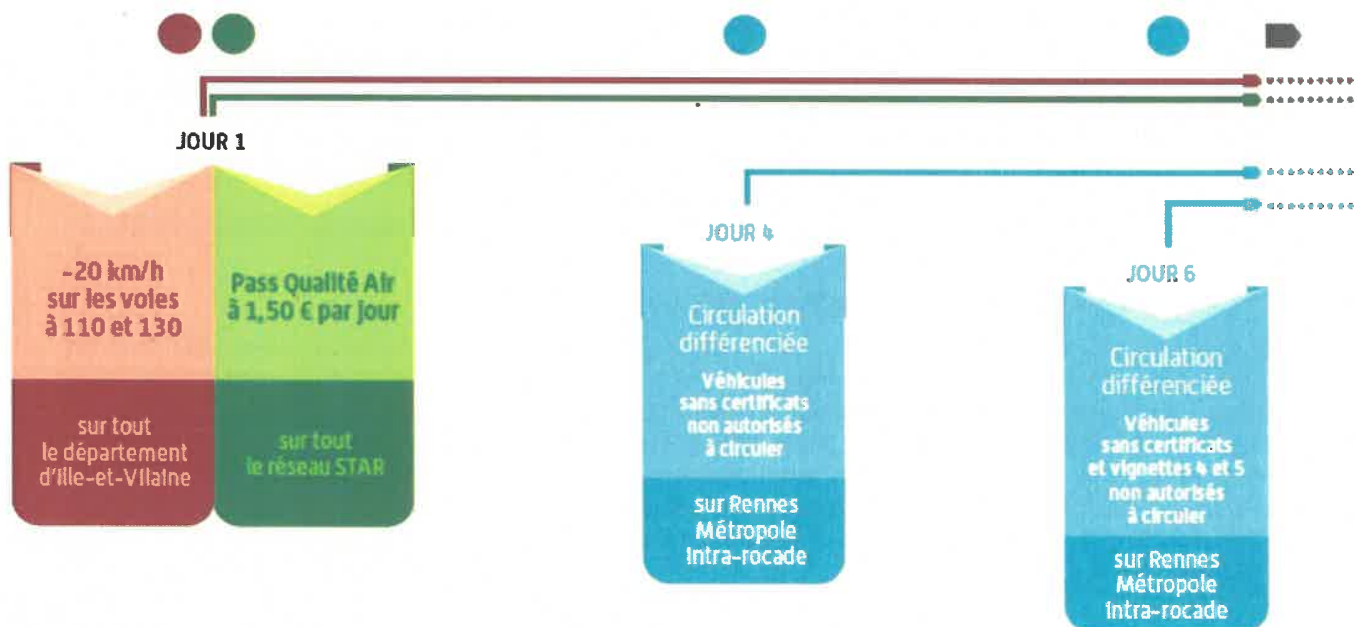 JOUR 1
-20 km/h
sur les voies
à 110 et 130
sur tout
le département
d'Ille-et-Vilaine
Pass Qualité Air
à 1,50 € par jour
sur tout
le réseau STAR
JOUR 4
Circulation
différenciée
Véhicules
sans certificats
non autorisés
à circuler
sur Rennes
Métropole
Intra-rocade
JOUR 6
Circulation
différenciée
Véhicules
sans certificats
et vignettes 4 et 5
non autorisés
à circuler
sur Rennes
Métropole
Intra-rocade